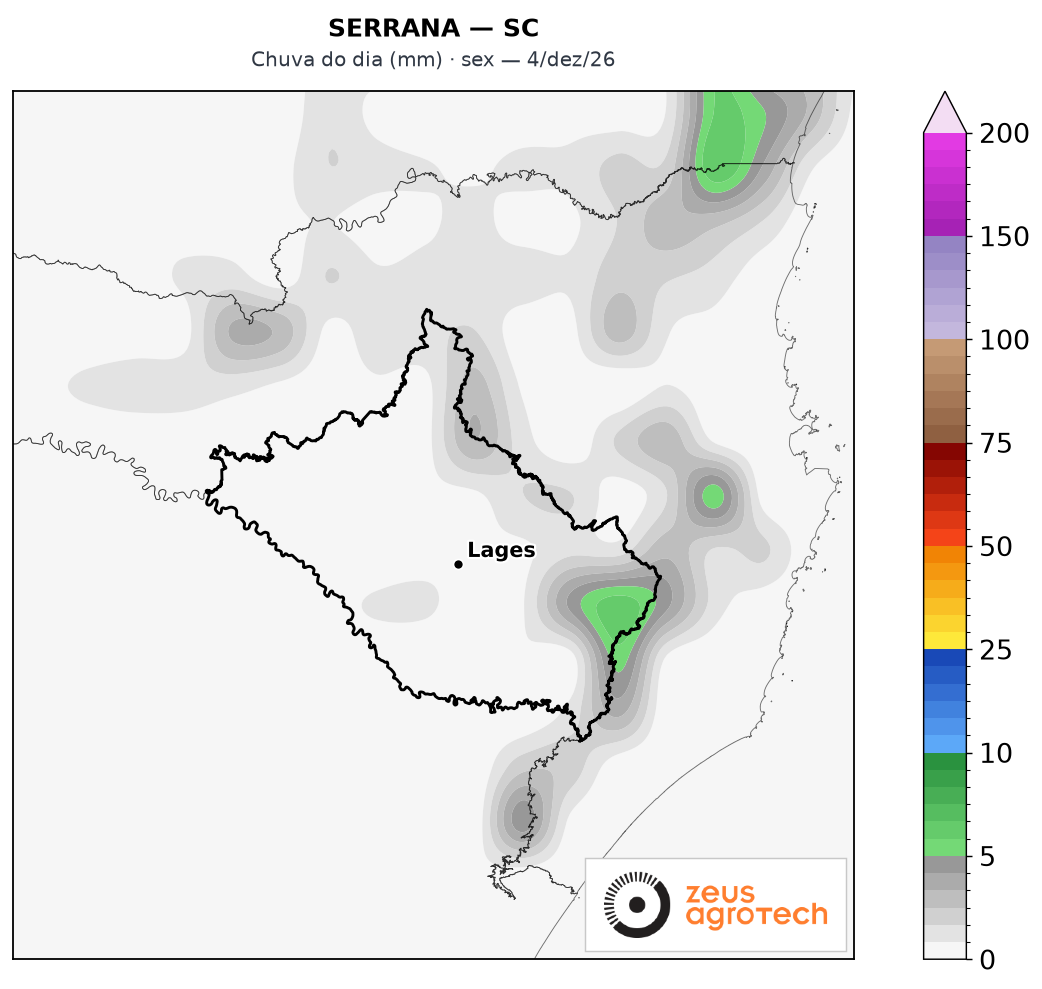 SERRANA — SC
Chuva do dia (mm) · sex — 4/dez/26
200
150
100
75
50
25
10
5
0
Lages
zeus
agrotech